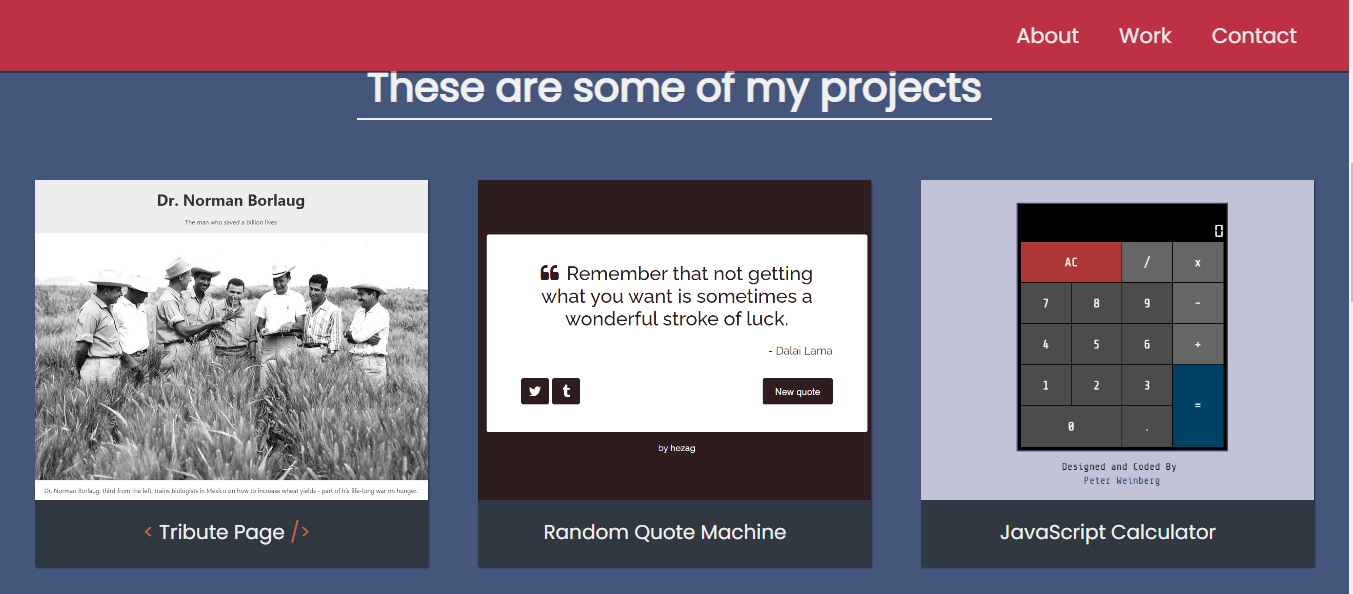 About Work Contact
These are some of my projects
Dr. Norman Borlaug
The man who saved a billion lives
Dr. Norman Borlaug, third from the left, trains biologists in Mexico on how to increase wheat yields - part of his life-long war on hunger.
< Tribute Page />
❝ Remember that not getting
what you want is sometimes a
wonderful stroke of luck.
- Dalai Lama
New quote
by hezag
Random Quote Machine
0
AC / x
7 8 9 -
4 5 6 +
1 2 3 =
0 .
Designed and Coded By
Peter Weinberg
JavaScript Calculator